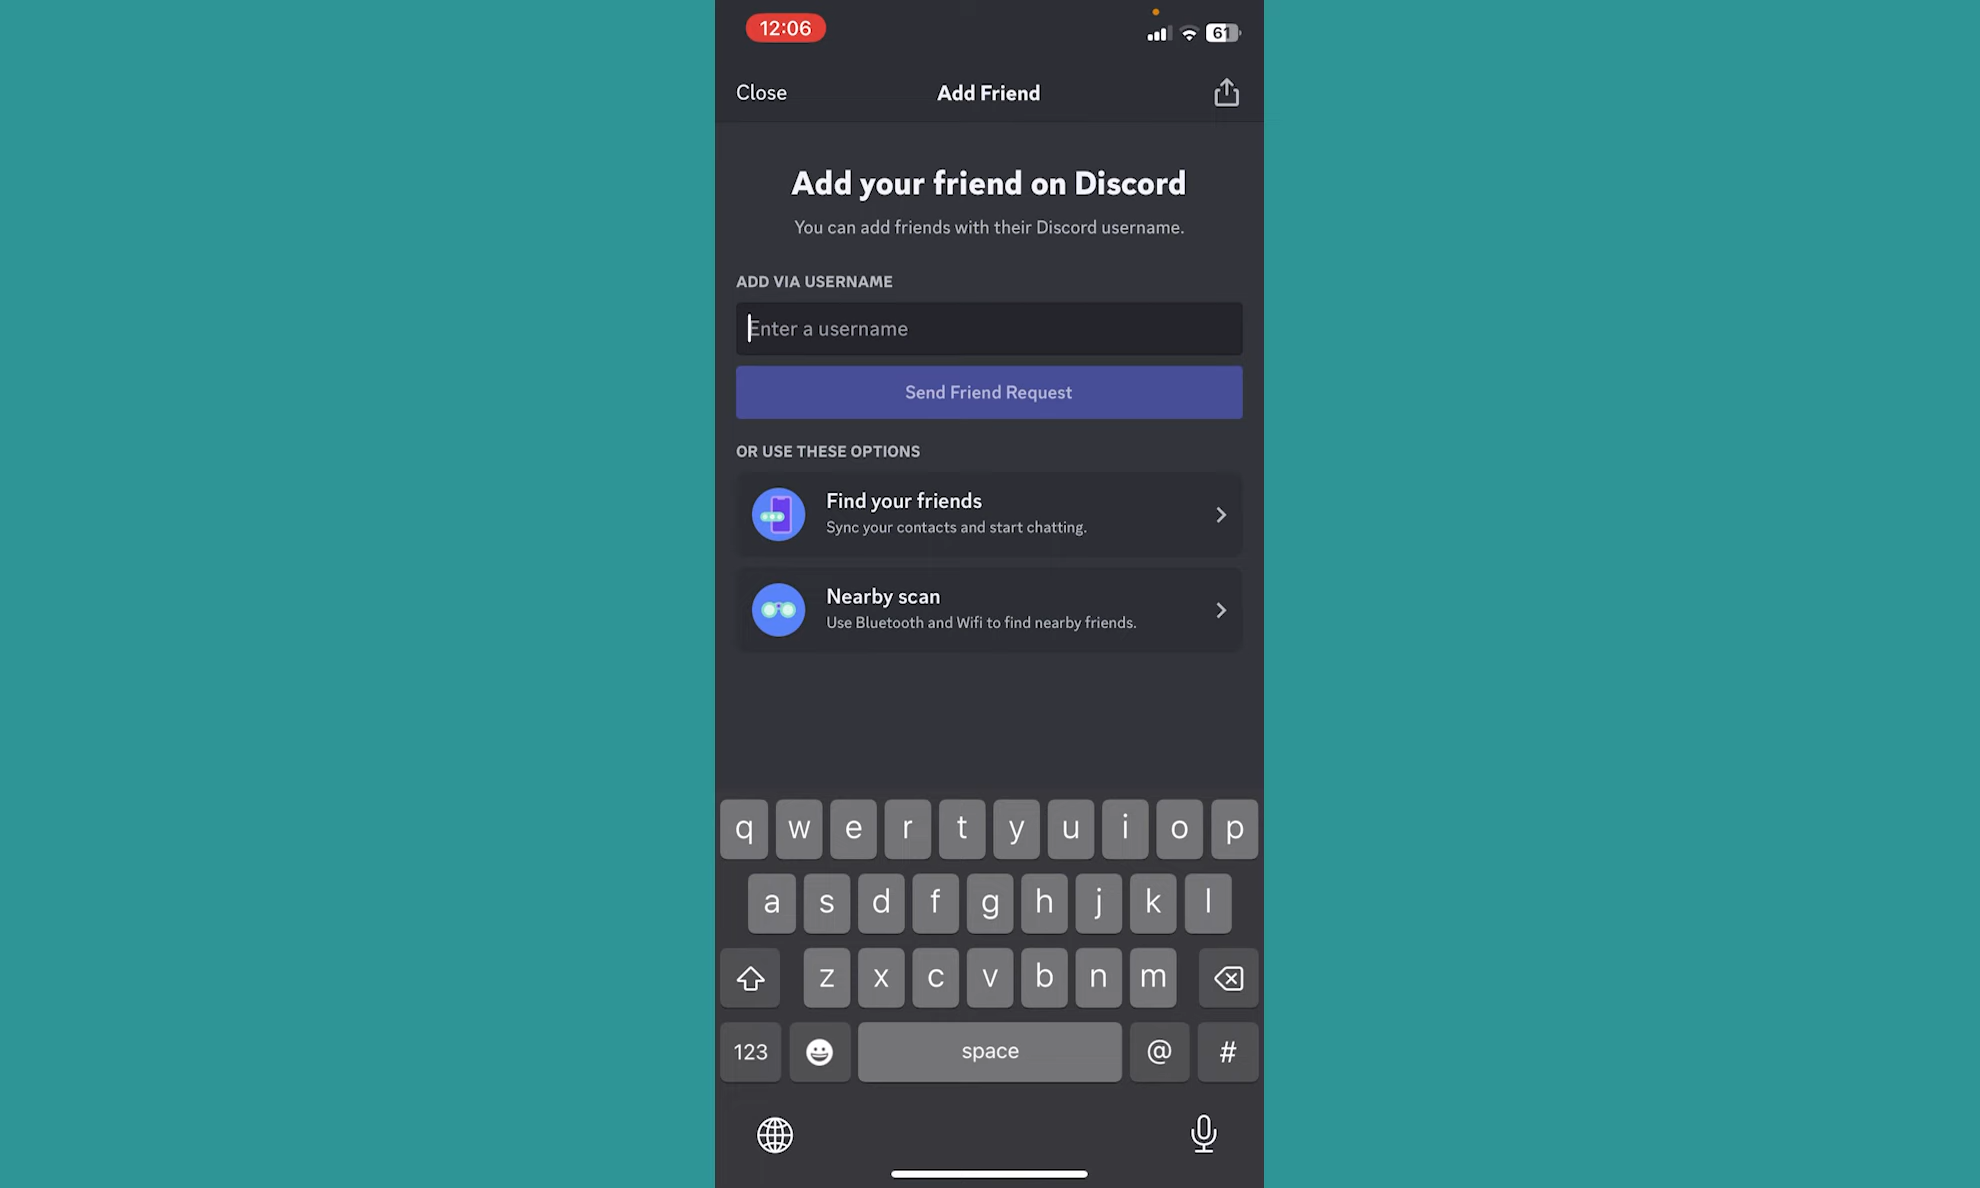 12:06
61
Close
Add Friend
Add your friend on Discord
You can add friends with their Discord username.
ADD VIA USERNAME
Enter a username
Send Friend Request
OR USE THESE OPTIONS
Find your friends
Sync your contacts and start chatting.
Nearby scan
Use Bluetooth and Wifi to find nearby friends.
q w e r t y u i o p
a s d f g h j k l
z x c v b n m
123 space @ #